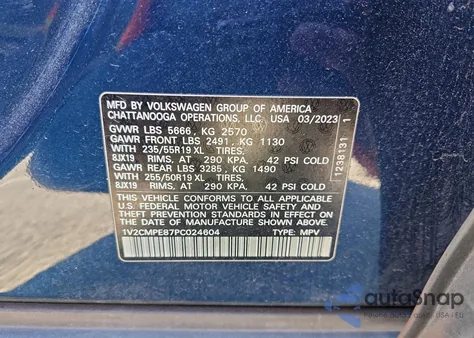 MFD BY VOLKSWAGEN GROUP OF AMERICA
CHATTANOOGA OPERATIONS, LLC USA 03/2023
GVWR LBS 5666, KG 2570
GAWR FRONT LBS 2491, KG 1130
WITH 235/55R19 XL TIRES.
8JX19 RIMS. AT 290 KPA. 42 PSI COLD
GAWR REAR LBS 3285, KG 1490
WITH 255/50R19 XL TIRES.
8JX19 RIMS. AT 290 KPA. 42 PSI COLD
THIS VEHICLE CONFORMS TO ALL APPLICABLE
U.S. FEDERAL MOTOR VEHICLE SAFETY AND
THEFT PREVENTION STANDARDS IN EFFECT ON
THE DATE OF MANUFACTURE SHOWN ABOVE.
1V2CMPE87PC024604 TYPE: MPV
1238131 1
autoSnap